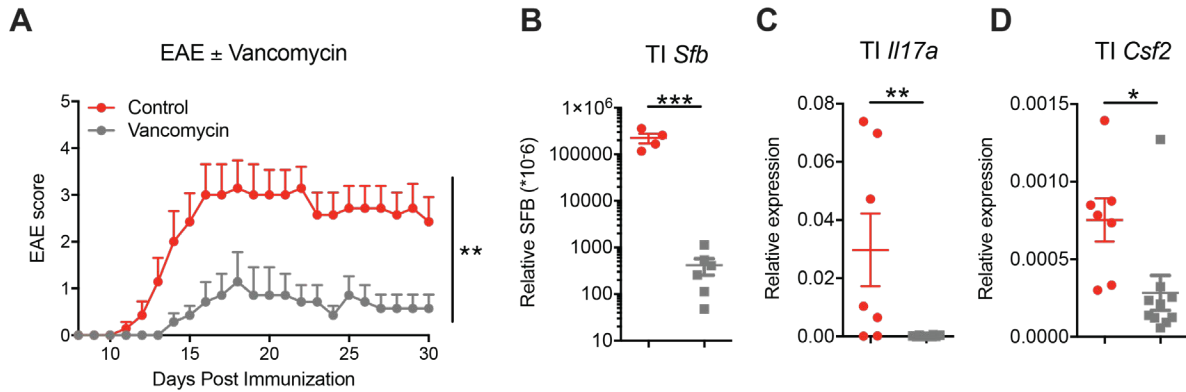 A
EAE ± Vancomycin
Control
Vancomycin
EAE score
5
4
3
2
1
0
10
15
20
25
30
Days Post Immunization
**
B
TI Sfb
***
Relative SFB (*10-6)
1×10⁶
100000
10000
1000
100
10
C
TI Il17a
**
Relative expression
0.08
0.06
0.04
0.02
0.00
D
TI Csf2
*
Relative expression
0.0015
0.0010
0.0005
0.0000